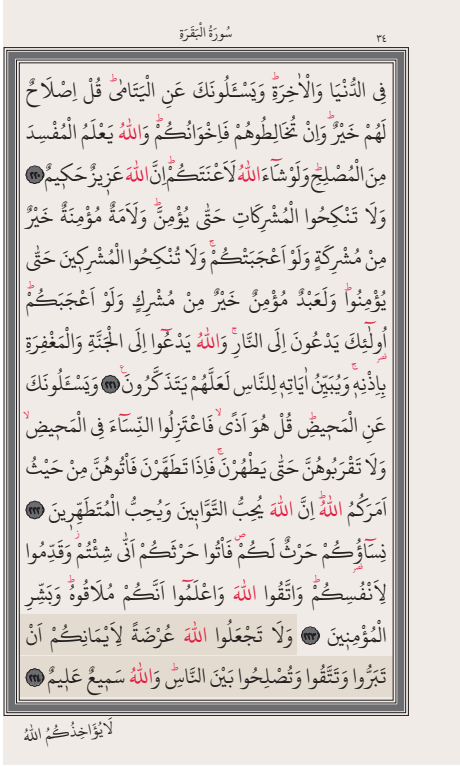 سُورَةُ الْبَقَرَةِ
٣٤
فِى الدُّنْيَا وَالْاٰخِرَةِۜ وَيَسْـَٔلُونَكَ عَنِ الْيَتَامٰىۜ قُلْ اِصْلَاحٌ
لَهُمْ خَيْرٌۜ وَاِنْ تُخَالِطُوهُمْ فَاِخْوَانُكُمْۜ وَاللّٰهُ يَعْلَمُ الْمُفْسِدَ
مِنَ الْمُصْلِحِۜ وَلَوْ شَٓاءَ اللّٰهُ لَاَعْنَتَكُمْۜ اِنَّ اللّٰهَ عَزِيزٌ حَكِيمٌ ﴿٢٢٠﴾
وَلَا تَنْكِحُوا الْمُشْرِكَاتِ حَتّٰى يُؤْمِنَّۜ وَلَاَمَةٌ مُؤْمِنَةٌ خَيْرٌ
مِنْ مُشْرِكَةٍ وَلَوْ اَعْجَبَتْكُمْۚ وَلَا تُنْكِحُوا الْمُشْرِكِينَ حَتّٰى
يُؤْمِنُواۜ وَلَعَبْدٌ مُؤْمِنٌ خَيْرٌ مِنْ مُشْرِكٍ وَلَوْ اَعْجَبَكُمْۜ
اُو۬لٰٓئِكَ يَدْعُونَ اِلَى النَّارِۚ وَاللّٰهُ يَدْعُٓوا اِلَى الْجَنَّةِ وَالْمَغْفِرَةِ
بِاِذْنِهٖۚ وَيُبَيِّنُ اٰيَاتِهٖ لِلنَّاسِ لَعَلَّهُمْ يَتَذَكَّرُونَ۟ ﴿٢٢١﴾ وَيَسْـَٔلُونَكَ
عَنِ الْمَحِيضِۜ قُلْ هُوَ اَذًىۙ فَاعْتَزِلُوا النِّسَٓاءَ فِى الْمَحِيضِۙ
وَلَا تَقْرَبُوهُنَّ حَتّٰى يَطْهُرْنَۚ فَاِذَا تَطَهَّرْنَ فَأْتُوهُنَّ مِنْ حَيْثُ
اَمَرَكُمُ اللّٰهُۜ اِنَّ اللّٰهَ يُحِبُّ التَّوَّابِينَ وَيُحِبُّ الْمُتَطَهِّرِينَ ﴿٢٢٢﴾
نِسَٓاؤُ۬كُمْ حَرْثٌ لَكُمْۖ فَأْتُوا حَرْثَكُمْ اَنّٰى شِئْتُمْۘ وَقَدِّمُوا
لِاَنْفُسِكُمْۜ وَاتَّقُوا اللّٰهَ وَاعْلَمُٓوا اَنَّكُمْ مُلَاقُوهُۜ وَبَشِّرِ
الْمُؤْمِنِينَ ﴿٢٢٣﴾ وَلَا تَجْعَلُوا اللّٰهَ عُرْضَةً لِاَيْمَانِكُمْ اَنْ
تَبَرُّوا وَتَتَّقُوا وَتُصْلِحُوا بَيْنَ النَّاسِۜ وَاللّٰهُ سَمِيعٌ عَلِيمٌ ﴿٢٢٤﴾
لَا يُؤَاخِذُكُمُ اللّٰهُ